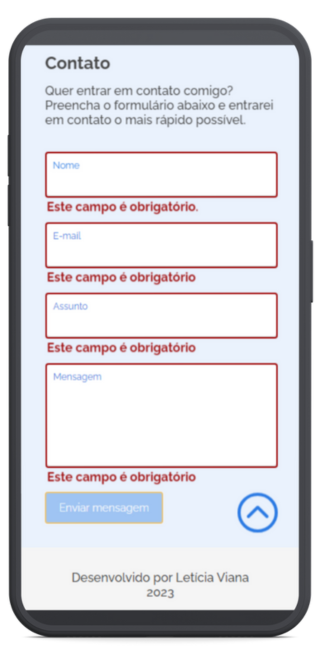 Contato
Quer entrar em contato comigo?
Preencha o formulário abaixo e entrarei
em contato o mais rápido possível.
Nome
Este campo é obrigatório.
E-mail
Este campo é obrigatório
Assunto
Este campo é obrigatório
Mensagem
Este campo é obrigatório
Enviar mensagem
Desenvolvido por Letícia Viana
2023